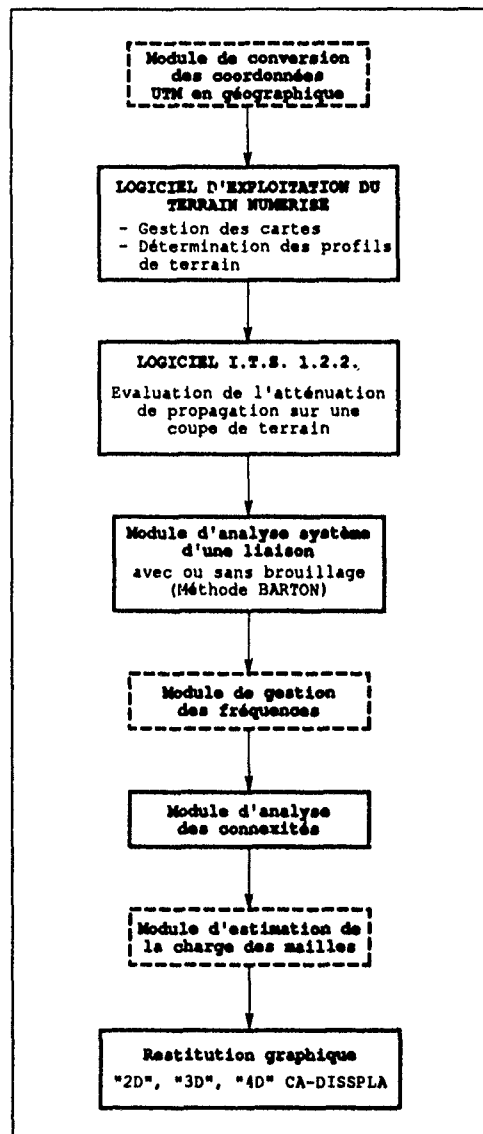 Module de conversion
des coordonnées
UTM en géographique
LOGICIEL D'EXPLOITATION DU
TERRAIN NUMERISE
- Gestion des cartes
- Détermination des profils
de terrain
LOGICIEL I.T.S. 1.2.2.
Evaluation de l'atténuation
de propagation sur une
coupe de terrain
Module d'analyse système
d'une liaison
avec ou sans brouillage
(Méthode BARTON)
Module de gestion
des fréquences
Module d'analyse
des connexités
Module d'estimation de
la charge des mailles
Restitution graphique
"2D", "3D", "4D" CA-DISSPLA